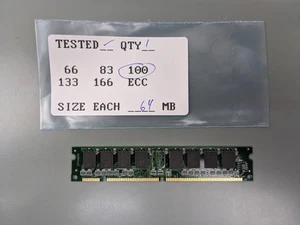 TESTED ✓ QTY 1
66 83 100
133 166 ECC
SIZE EACH 64 MB